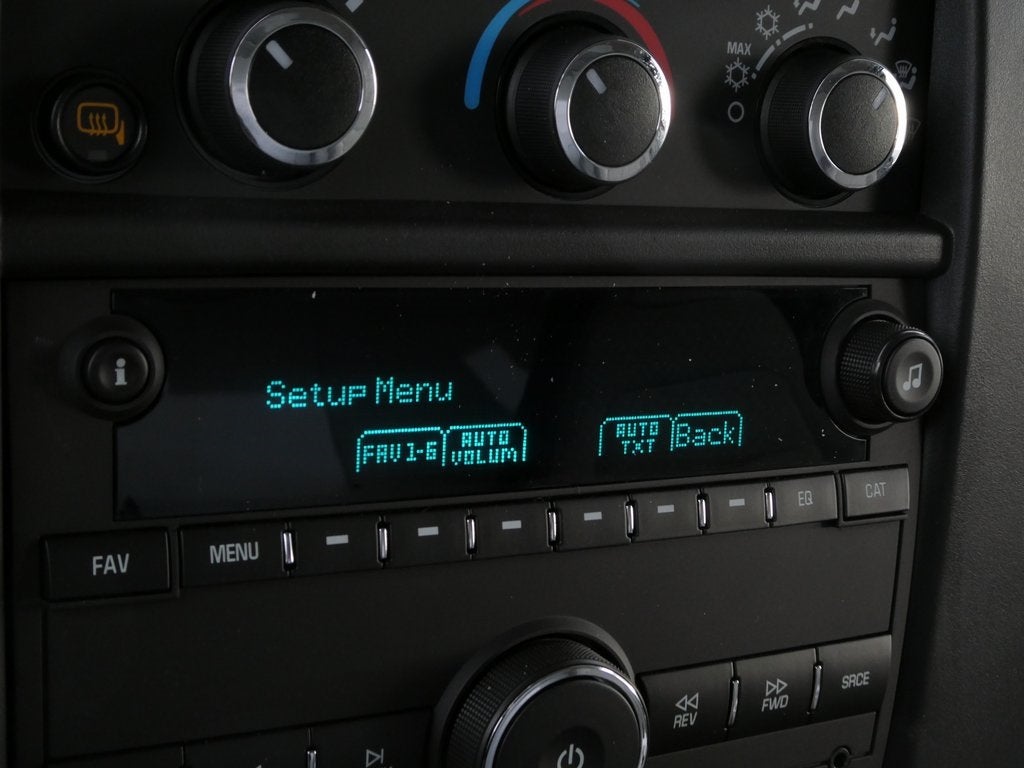 MAX
i
Setup Menu
FAV 1-6
AUTO
VOLUM
AUTO
TXT
Back
FAV
MENU
EQ
CAT
REV
FWD
SRCE